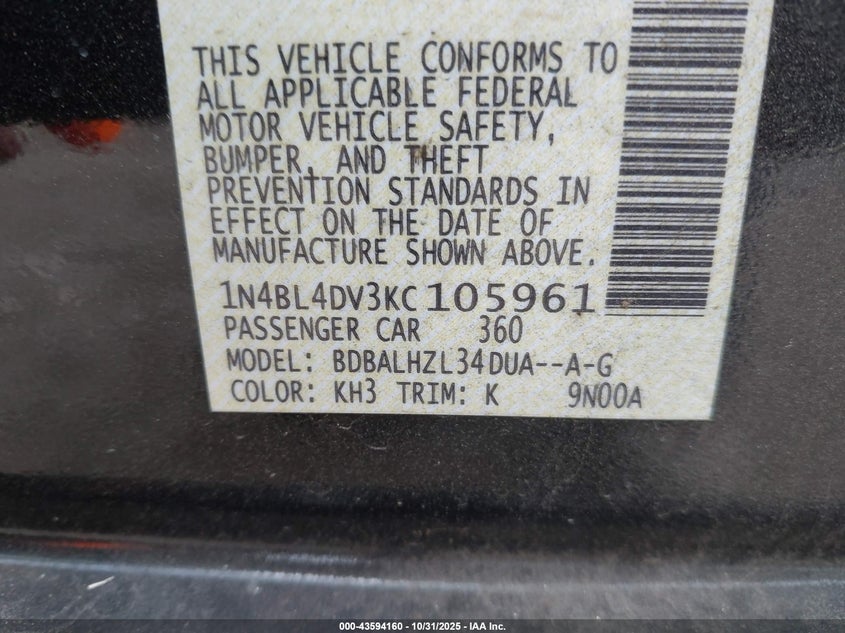 THIS VEHICLE CONFORMS TO
ALL APPLICABLE FEDERAL
MOTOR VEHICLE SAFETY,
BUMPER, AND THEFT
PREVENTION STANDARDS IN
EFFECT ON THE DATE OF
MANUFACTURE SHOWN ABOVE.
1N4BL4DV3KC105961
PASSENGER CAR 360
MODEL: BDBALHZL34DUA--A-G
COLOR: KH3 TRIM: K 9N00A
000-43594160 - 10/31/2025 - IAA Inc.